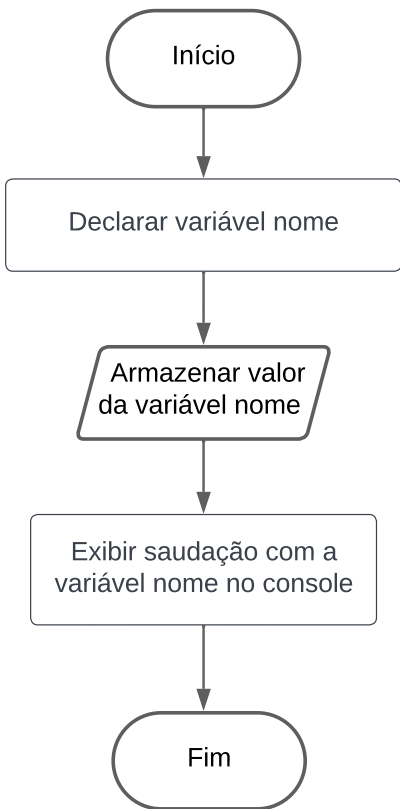 Início
Declarar variável nome
Armazenar valor
da variável nome
Exibir saudação com a
variável nome no console
Fim